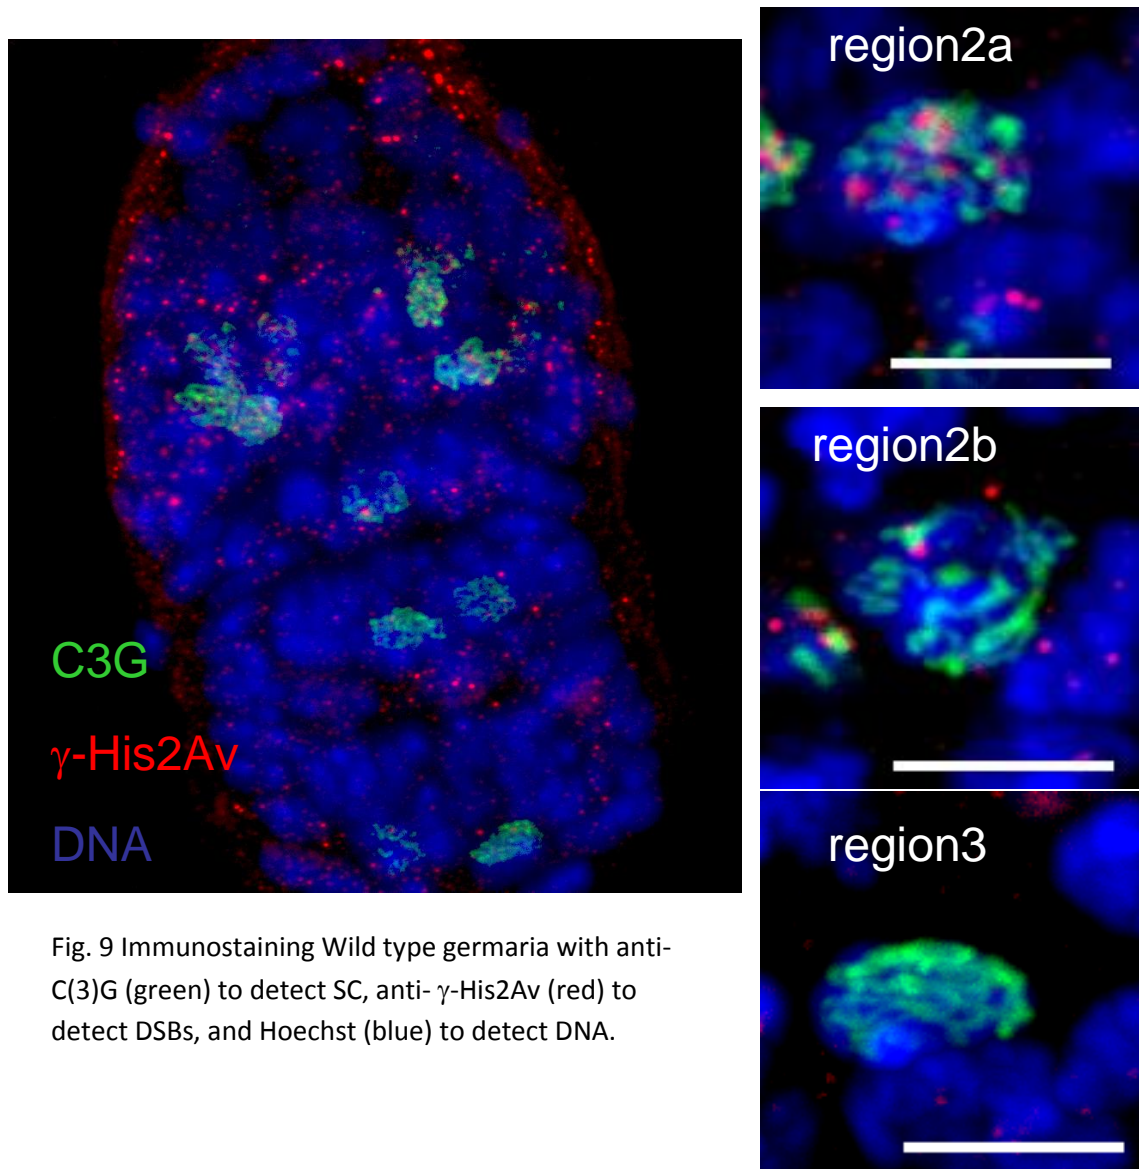 C3G
γ-His2Av
DNA
Fig. 9 Immunostaining Wild type germaria with anti-
C(3)G (green) to detect SC, anti- γ-His2Av (red) to
detect DSBs, and Hoechst (blue) to detect DNA.
region2a
region2b
region3